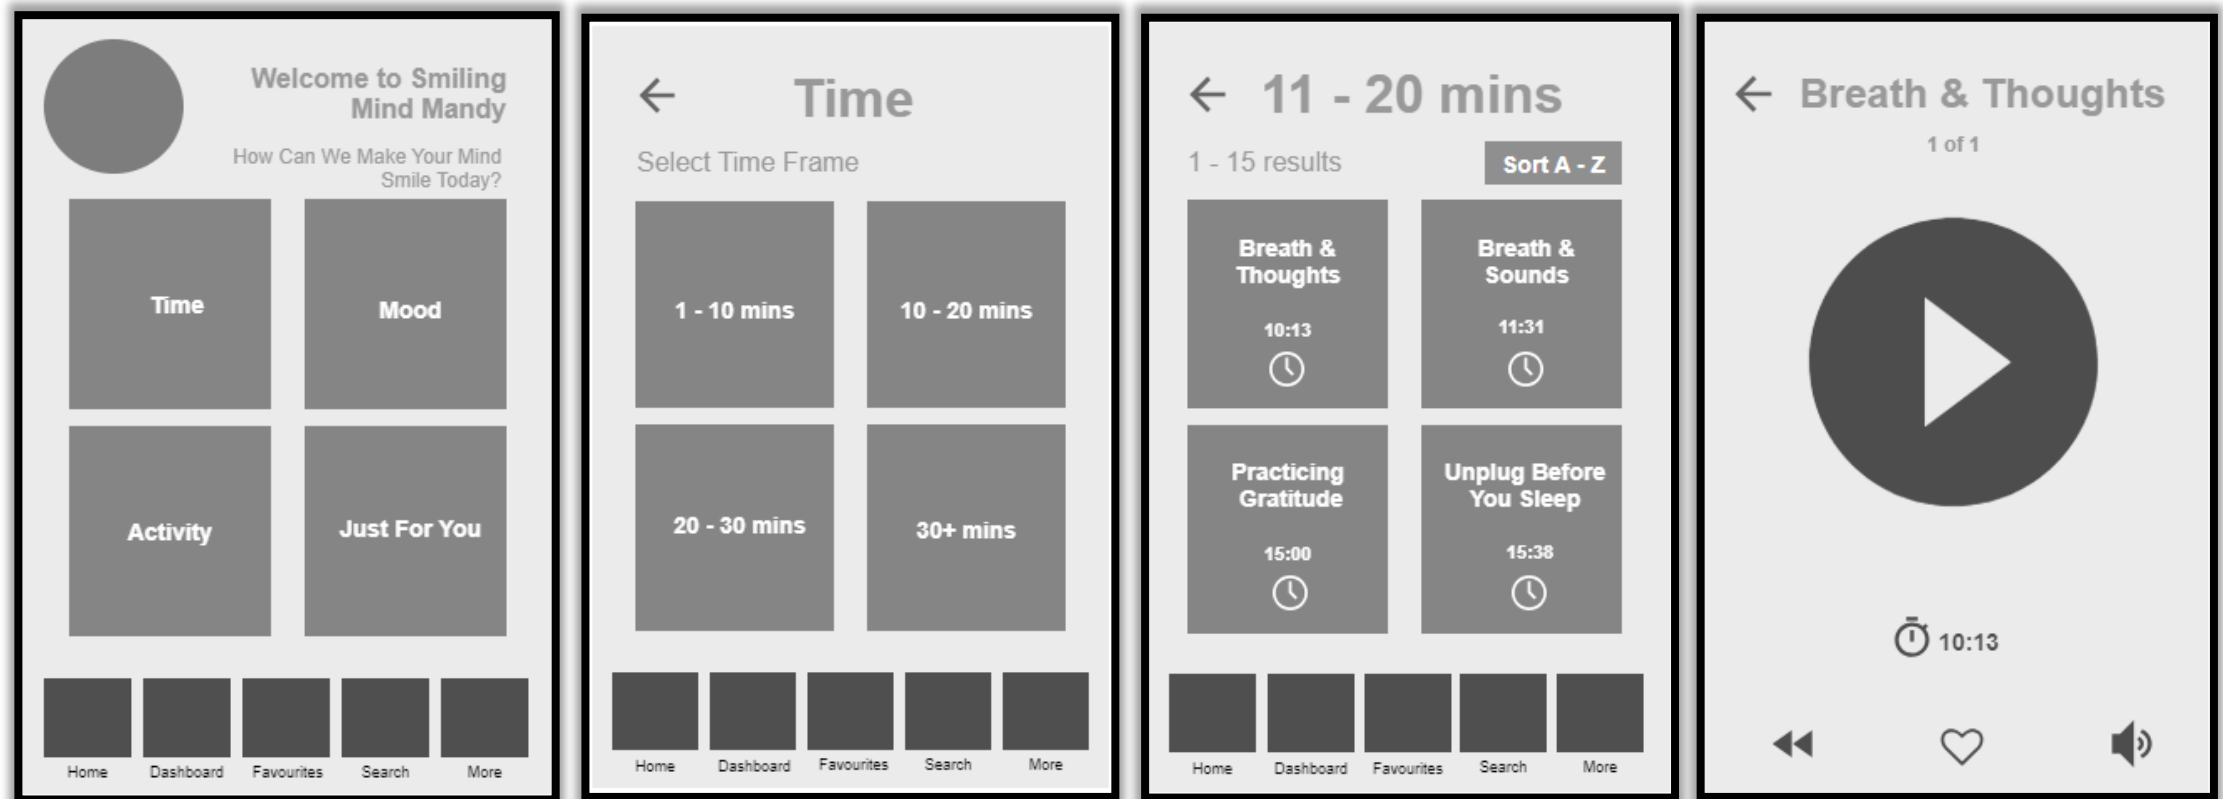 Welcome to Smiling
Mind Mandy
How Can We Make Your Mind
Smile Today?
Time
Mood
Activity
Just For You
Home
Dashboard
Favourites
Search
More
Time
Select Time Frame
1 - 10 mins
10 - 20 mins
20 - 30 mins
30+ mins
Home
Dashboard
Favourites
Search
More
11 - 20 mins
1 - 15 results
Sort A - Z
Breath &
Thoughts
10:13
Breath &
Sounds
11:31
Practicing
Gratitude
15:00
Unplug Before
You Sleep
15:38
Home
Dashboard
Favourites
Search
More
Breath & Thoughts
1 of 1
10:13